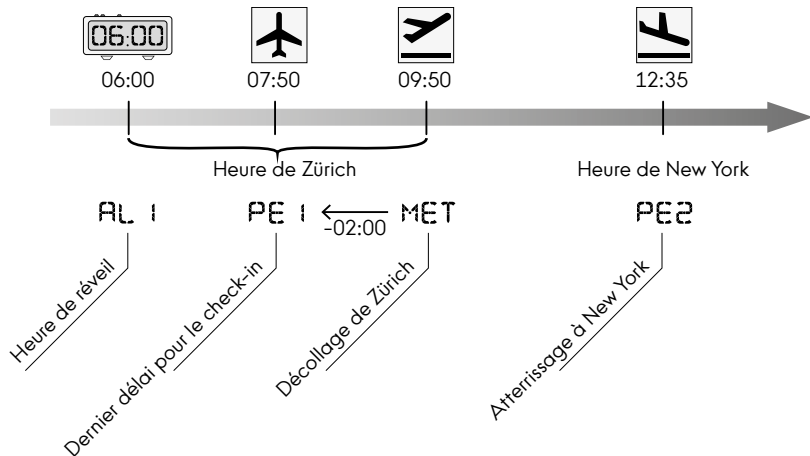 06:00
06:00 07:50 09:50 12:35
Heure de Zürich Heure de New York
AL 1 PE 1 -02:00 MET PE2
Heure de réveil
Dernier délai pour le check-in
Décollage de Zürich
Atterrissage à New York